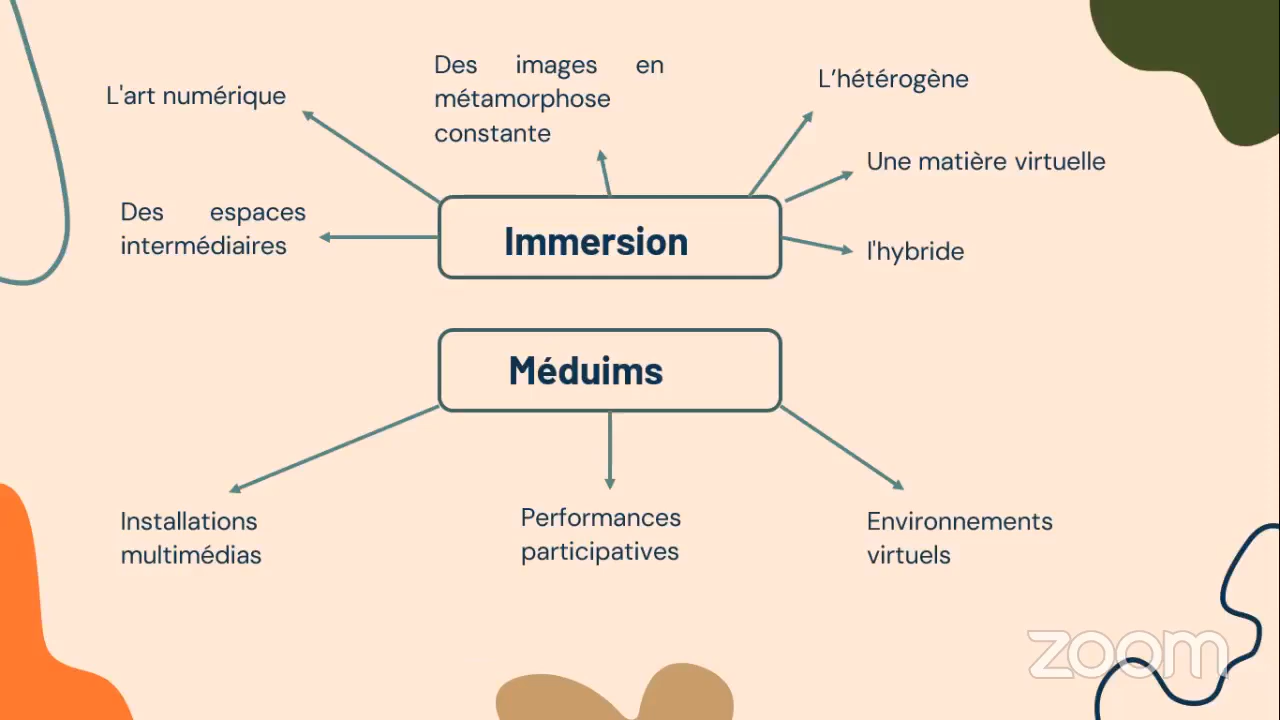 L'art numérique
Des images en
métamorphose
constante
L’hétérogène
Une matière virtuelle
Des espaces
intermédiaires
Immersion
l'hybride
Méduims
Installations
multimédias
Performances
participatives
Environnements
virtuels
zoom